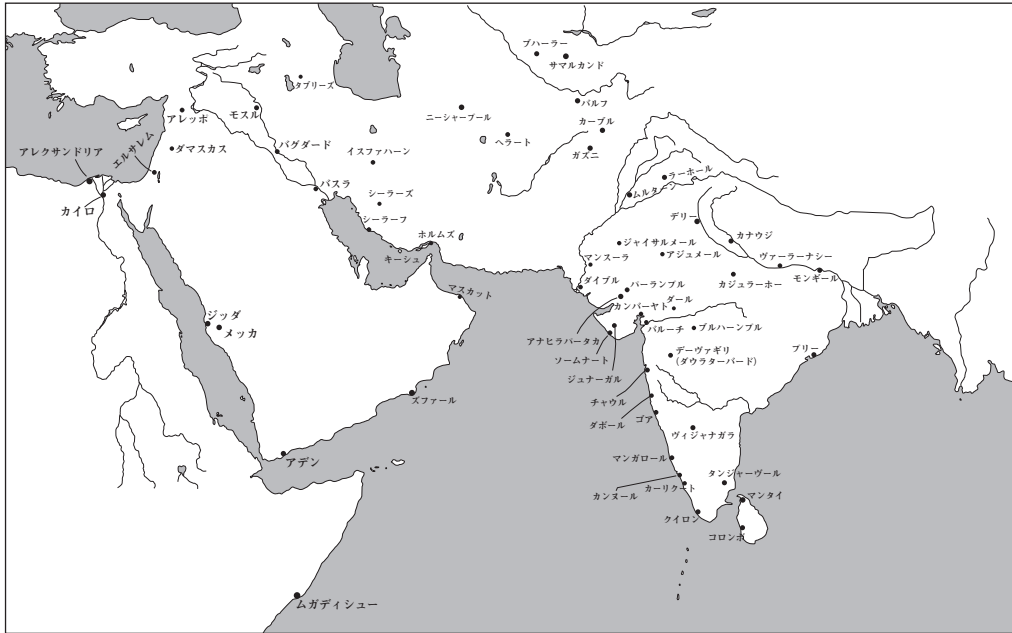 ブハーラー
サマルカンド
タブリーズ
バルフ
アレッポ
モスル
ニーシャープール
カーブル
ヘラート
ガズニ
アレクサンドリア
エルサレム
ダマスカス
バグダード
イスファハーン
ラーホール
ムルターン
バスラ
シーラーズ
カイロ
シーラーフ
デリー
ホルムズ
ジャイサルメール
カナウジ
キーシュ
マンスーラ
アジュメール
ヴァーラーナシー
モンギール
ダイブル
パーランプル
カジュラーホー
マスカット
カンバーヤト
ダール
ジッダ
メッカ
アナヒラパータカ
バルーチ
ブルハーンプル
ソームナート
デーヴァギリ
(ダウラターバード)
プリー
ジュナーガル
ズファール
チャウル
ダボール
ゴア
ヴィジャナガラ
アデン
マンガロール
タンジャーヴール
カンヌール
カーリクート
マンタイ
クイロン
コロンボ
ムガディシュー